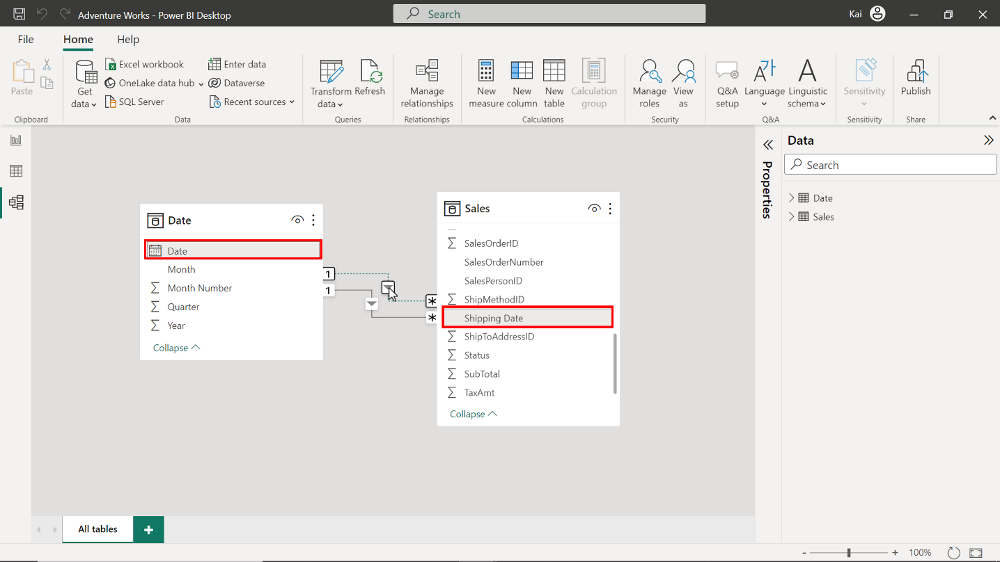 Adventure Works - Power BI Desktop
Search
Kai
File
Home
Help
Paste
Clipboard
Get data
Excel workbook
OneLake data hub
SQL Server
Enter data
Dataverse
Recent sources
Data
Transform data
Refresh
Queries
Manage relationships
Relationships
New measure
New column
New table
Calculation group
Calculations
Manage roles
View as
Security
Q&A setup
Language
Linguistic schema
Q&A
Sensitivity
Sensitivity
Publish
Share
Date
Date
Month
Month Number
Quarter
Year
Collapse
1
1
*
*
Sales
SalesOrderID
SalesOrderNumber
SalesPersonID
ShipMethodID
Shipping Date
ShipToAddressID
Status
SubTotal
TaxAmt
Collapse
Properties
Data
Search
Date
Sales
All tables
+
- + 100%